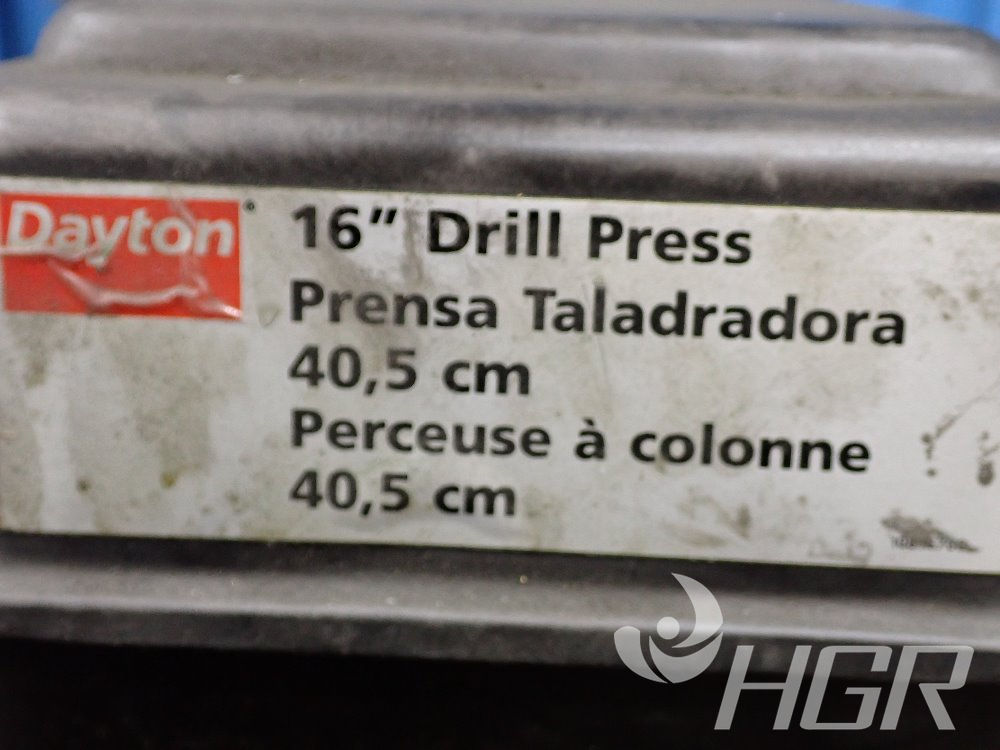 Dayton
16” Drill Press
Prensa Taladradora
40,5 cm
Perceuse à colonne
40,5 cm
HGR